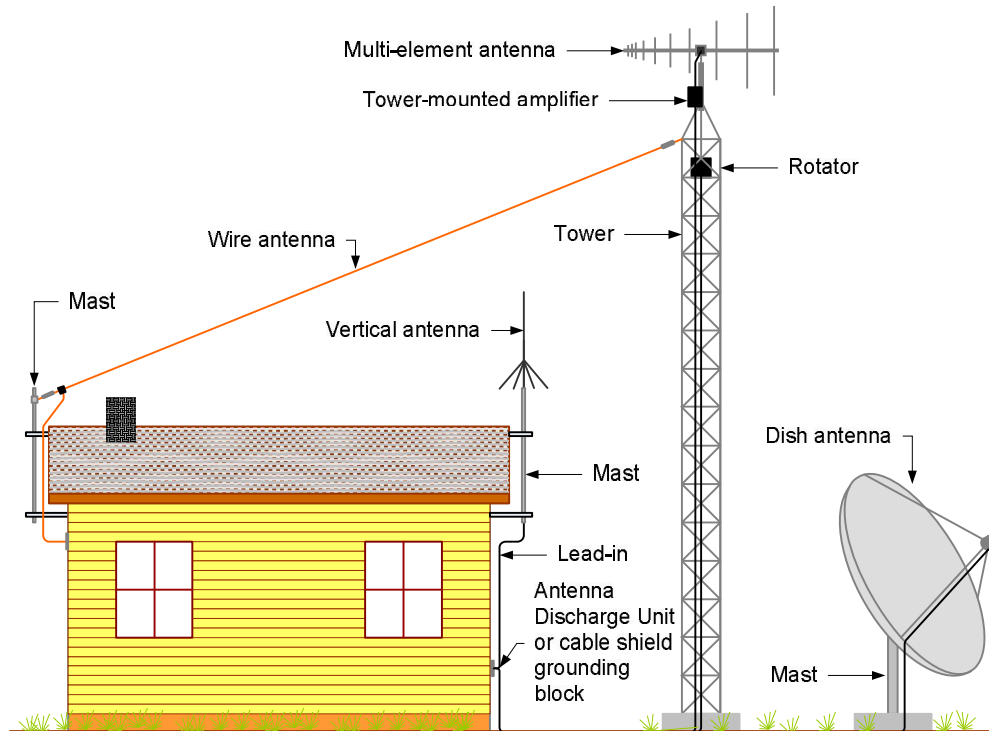 Multi-element antenna
Tower-mounted amplifier
Rotator
Tower
Wire antenna
Mast
Vertical antenna
Dish antenna
Mast
Lead-in
Antenna
Discharge Unit
or cable shield
grounding
block
Mast